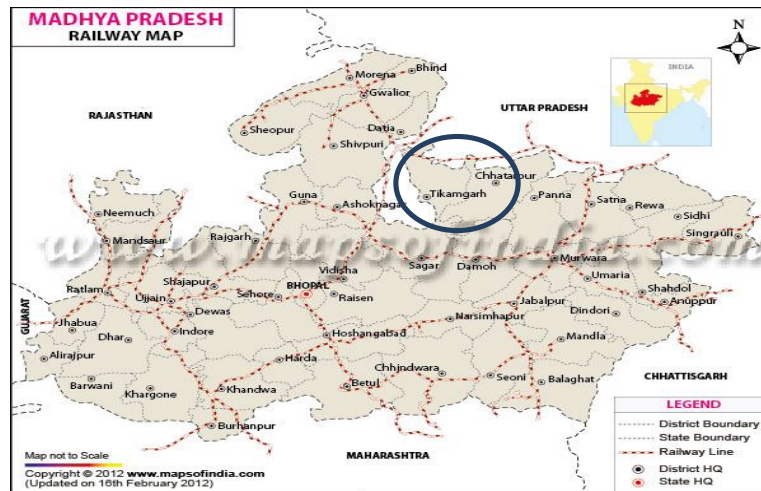 MADHYA PRADESH
RAILWAY MAP
N
INDIA
RAJASTHAN
UTTAR PRADESH
Bhind
Morena
Gwalior
Sheopur
Datia
Shivpuri
Chhatarpur
Tikamgarh
Panna
Guna
Ashoknagar
Satna
Rewa
Sidhi
Singrauli
Neemuch
Mandsaur
Rajgarh
www.mapsofindia.com
Sagar
Damoh
Murwara
Vidisha
Umaria
Shajapur
BHOPAL
Ratlam
Ujjain
Sehore
Raisen
Shahdol
Anuppur
Dewas
Jabalpur
Dindori
GUJARAT
Jhabua
Indore
Hoshangabad
Narsimhapur
Dhar
Mandla
Alirajpur
Harda
Chhindwara
Seoni
Balaghat
Barwani
Khargone
Khandwa
Betul
CHHATTISGARH
Burhanpur
MAHARASHTRA
LEGEND
District Boundary
State Boundary
Railway Line
District HQ
State HQ
Map not to Scale
Copyright © 2012 www.mapsofindia.com
(Updated on 16th February 2012)